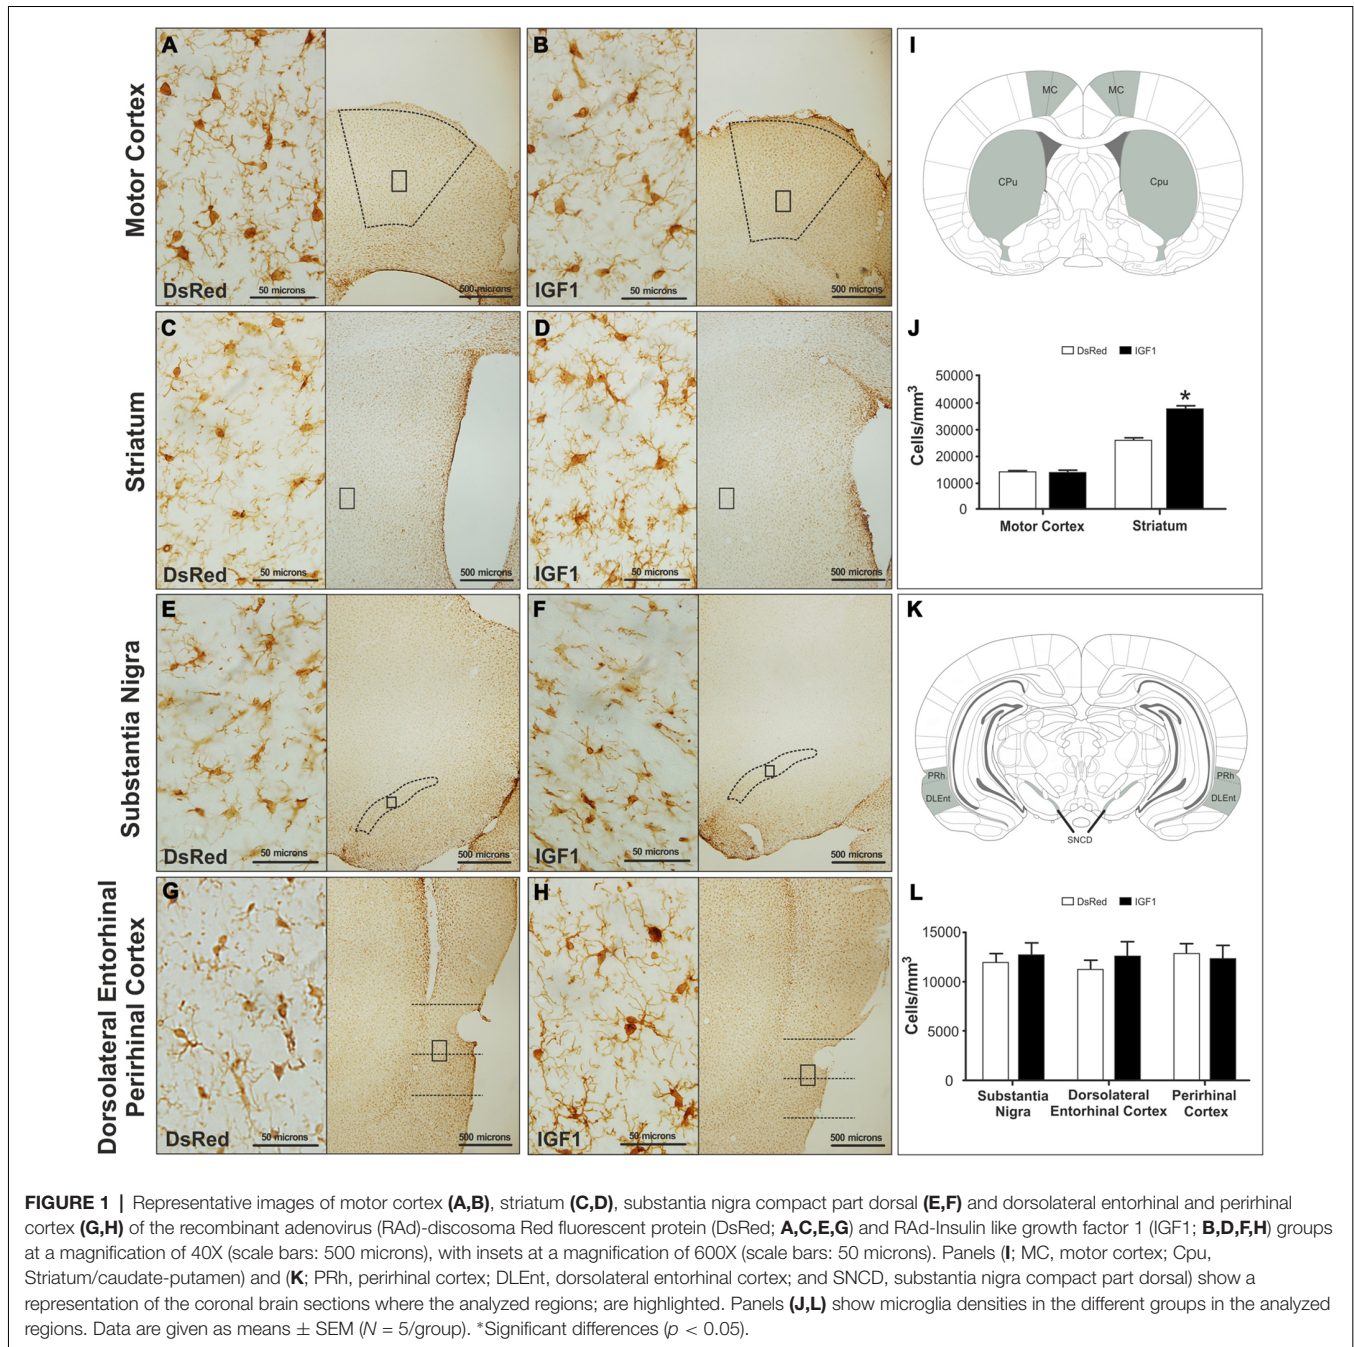 Motor Cortex
A
DsRed
50 microns
500 microns
B
IGF1
50 microns
500 microns
I
MC
MC
CPu
Cpu
Striatum
C
DsRed
50 microns
500 microns
D
IGF1
50 microns
500 microns
J
DsRed
IGF1
Cells/mm³
50000
40000
30000
20000
10000
0
*
Motor Cortex
Striatum
Substantia Nigra
E
DsRed
50 microns
500 microns
F
IGF1
50 microns
500 microns
K
PRh
DLEnt
PRh
DLEnt
SNCD
Dorsolateral Entorhinal
Perirhinal Cortex
G
DsRed
50 microns
500 microns
H
IGF1
50 microns
500 microns
L
DsRed
IGF1
Cells/mm³
15000
10000
5000
0
Substantia
Nigra
Dorsolateral
Entorhinal Cortex
Perirhinal
Cortex
FIGURE 1 | Representative images of motor cortex (A,B), striatum (C,D), substantia nigra compact part dorsal (E,F) and dorsolateral entorhinal and perirhinal
cortex (G,H) of the recombinant adenovirus (RAd)-discosoma Red fluorescent protein (DsRed; A,C,E,G) and RAd-Insulin like growth factor 1 (IGF1; B,D,F,H) groups
at a magnification of 40X (scale bars: 500 microns), with insets at a magnification of 600X (scale bars: 50 microns). Panels (I; MC, motor cortex; Cpu,
Striatum/caudate-putamen) and (K; PRh, perirhinal cortex; DLEnt, dorsolateral entorhinal cortex; and SNCD, substantia nigra compact part dorsal) show a
representation of the coronal brain sections where the analyzed regions; are highlighted. Panels (J,L) show microglia densities in the different groups in the analyzed
regions. Data are given as means ± SEM (N = 5/group). *Significant differences (p < 0.05).